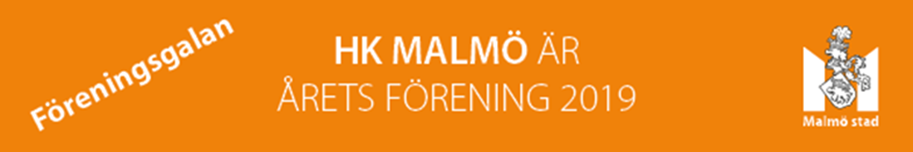 Föreningsgalan
HK MALMÖ ÄR
ÅRETS FÖRENING 2019
Malmö stad